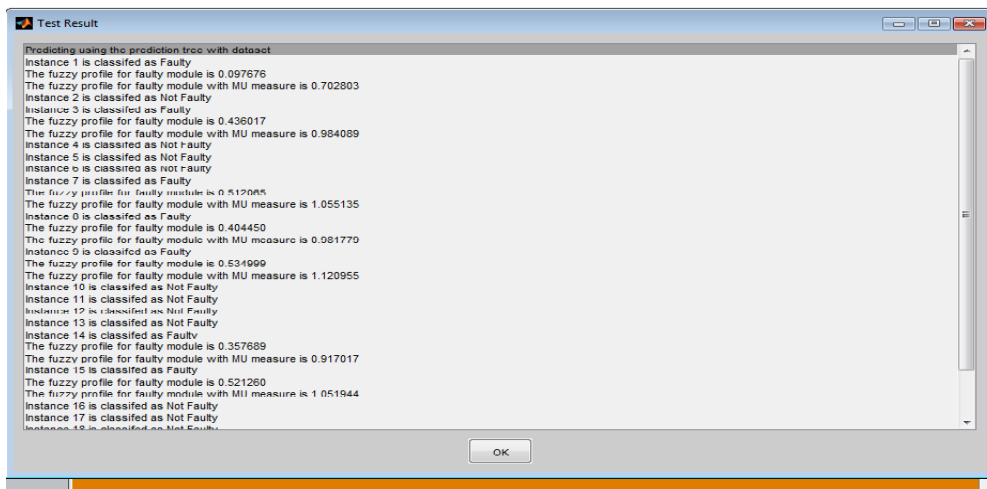 Test Result
Predicting using the prediction tree with dataset
Instance 1 is classifed as Faulty
The fuzzy profile for faulty module is 0.097676
The fuzzy profile for faulty module with MU measure is 0.702803
Instance 2 is classifed as Not Faulty
Instance 3 is classifed as Faulty
The fuzzy profile for faulty module is 0.436017
The fuzzy profile for faulty module with MU measure is 0.984089
Instance 4 is classifed as Not Faulty
Instance 5 is classifed as Not Faulty
Instance 6 is classifed as Not Faulty
Instance 7 is classifed as Faulty
The fuzzy profile for faulty module is 0.512065
The fuzzy profile for faulty module with MU measure is 1.055135
Instance 8 is classifed as Faulty
The fuzzy profile for faulty module is 0.404450
The fuzzy profile for faulty module with MU measure is 0.981779
Instance 9 is classifed as Faulty
The fuzzy profile for faulty module is 0.534999
The fuzzy profile for faulty module with MU measure is 1.120955
Instance 10 is classifed as Not Faulty
Instance 11 is classifed as Not Faulty
Instance 12 is classifed as Not Faulty
Instance 13 is classifed as Not Faulty
Instance 14 is classifed as Faulty
The fuzzy profile for faulty module is 0.357689
The fuzzy profile for faulty module with MU measure is 0.917017
Instance 15 is classifed as Faulty
The fuzzy profile for faulty module is 0.521260
The fuzzy profile for faulty module with MU measure is 1.051944
Instance 16 is classifed as Not Faulty
Instance 17 is classifed as Not Faulty
Instance 18 is classifed as Not Faulty
OK